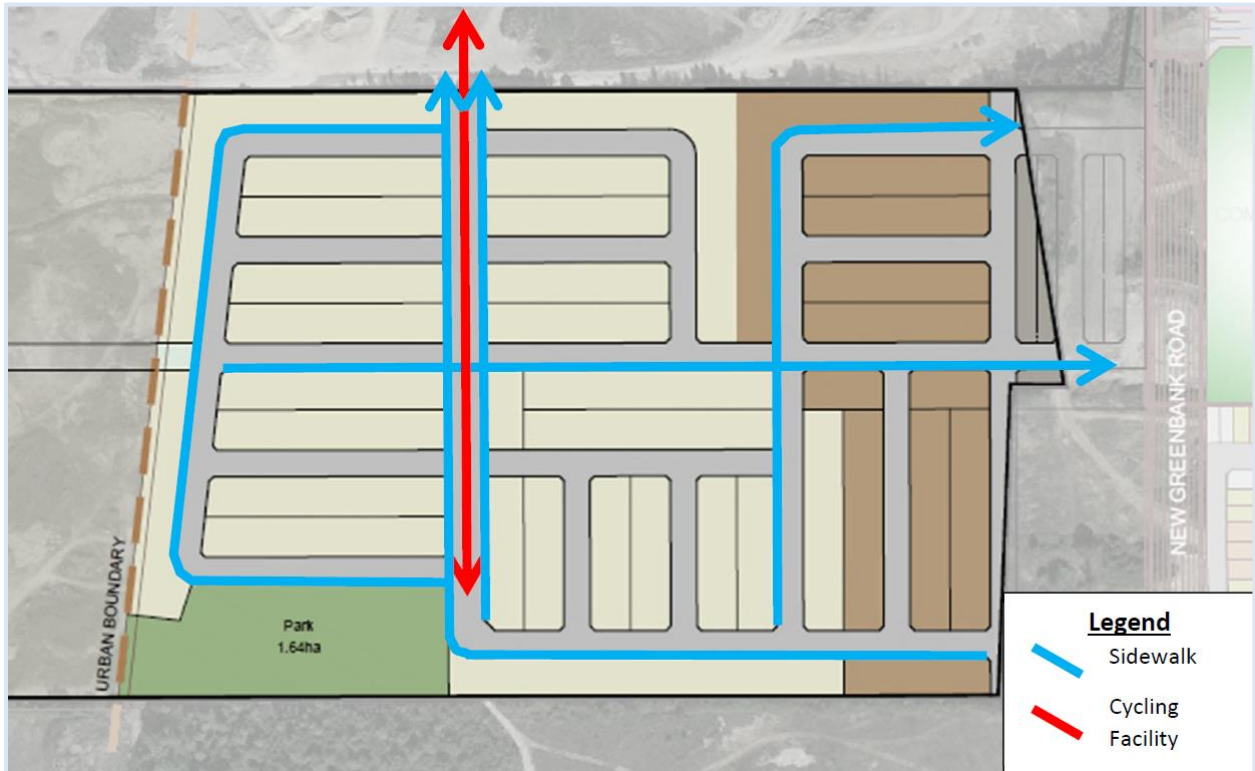 URBAN BOUNDARY
Park
1.64ha
NEW GREENBANK ROAD
Legend
Sidewalk
Cycling
Facility